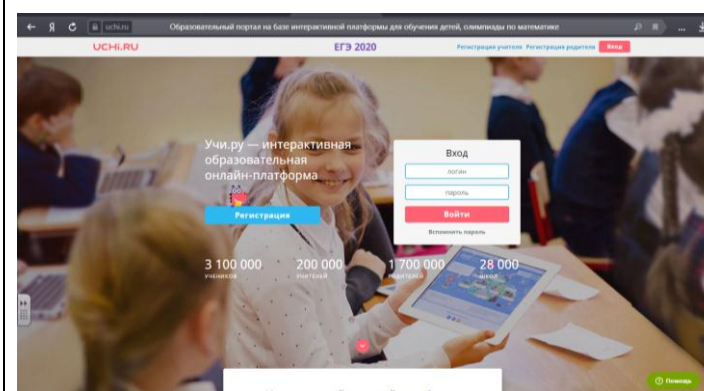 uchi.ru
Образовательный портал на базе интерактивной платформы для обучения детей, олимпиады по математике
UCHi.RU
ЕГЭ 2020
Регистрация учителя Регистрация родителя Вход
Учи.ру — интерактивная
образовательная
онлайн-платформа
Регистрация
Вход
логин
пароль
Войти
Вспомнить пароль
3 100 000
учеников
200 000
учителей
1 700 000
родителей
28 000
школ
Помощь